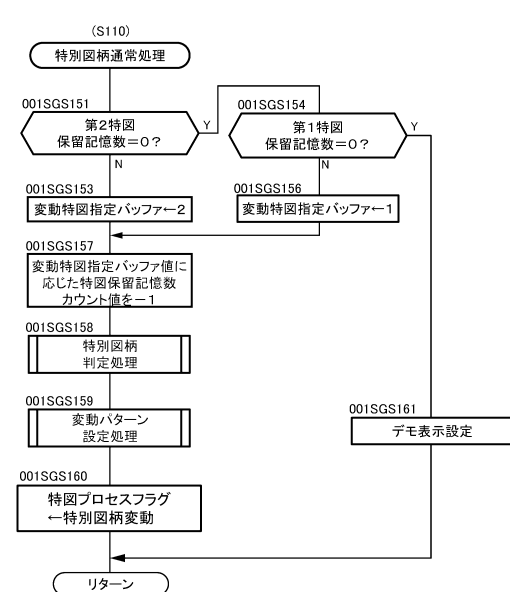 (S110)
特別図柄通常処理
001SGS151
第2特図
保留記憶数=0?
Y
N
001SGS154
第1特図
保留記憶数=0?
Y
N
001SGS153
変動特図指定バッファ←2
001SGS156
変動特図指定バッファ←1
001SGS157
変動特図指定バッファ値に
応じた特図保留記憶数
カウント値を－1
001SGS158
特別図柄
判定処理
001SGS159
変動パターン
設定処理
001SGS161
デモ表示設定
001SGS160
特図プロセスフラグ
←特別図柄変動
リターン